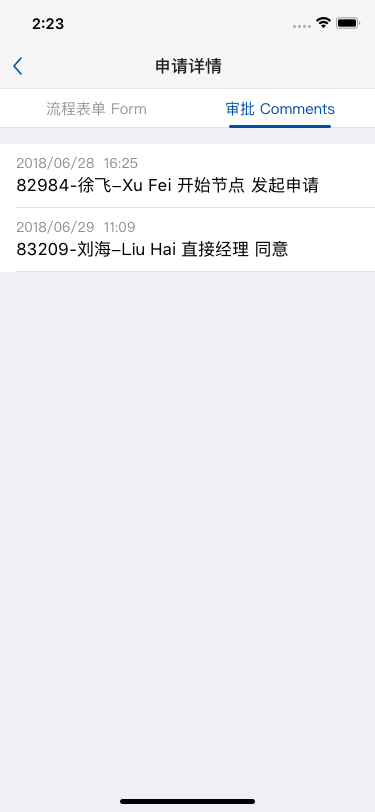 2:23
申请详情
流程表单 Form
审批 Comments
2018/06/28 16:25
82984-徐飞–Xu Fei 开始节点 发起申请
2018/06/29 11:09
83209-刘海–Liu Hai 直接经理 同意